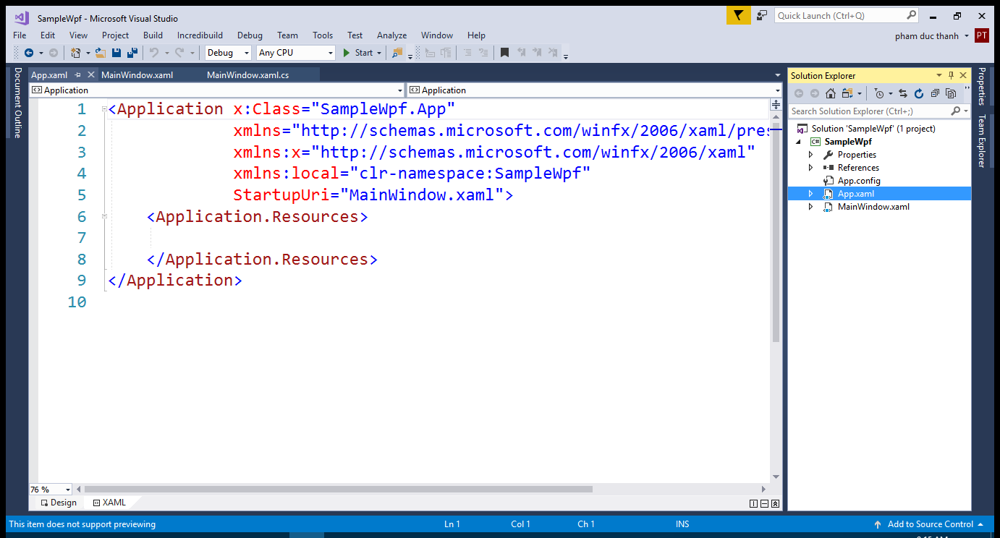 SampleWpf - Microsoft Visual Studio
Quick Launch (Ctrl+Q)
File Edit View Project Build Incredibuild Debug Team Tools Test Analyze Window Help
pham duc thanh PT
Debug Any CPU Start
Document Outline
App.xaml MainWindow.xaml MainWindow.xaml.cs
Application Application
1 <Application x:Class="SampleWpf.App"
2 xmlns="http://schemas.microsoft.com/winfx/2006/xaml/pres
3 xmlns:x="http://schemas.microsoft.com/winfx/2006/xaml"
4 xmlns:local="clr-namespace:SampleWpf"
5 StartupUri="MainWindow.xaml">
6 <Application.Resources>
7
8 </Application.Resources>
9 </Application>
10
76 %
Design XAML
Solution Explorer
Search Solution Explorer (Ctrl+;)
Solution 'SampleWpf' (1 project)
C# SampleWpf
Properties
References
App.config
App.xaml
MainWindow.xaml
Properties
Team Explorer
This item does not support previewing Ln 1 Col 1 Ch 1 INS Add to Source Control